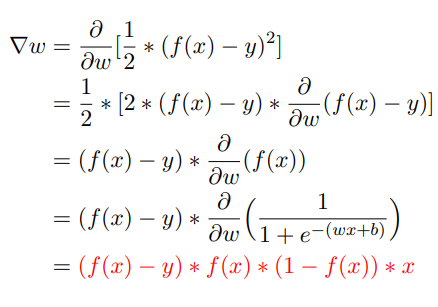 ∇w = ∂/∂w [1/2 * (f(x) − y)²]
= 1/2 * [2 * (f(x) − y) * ∂/∂w (f(x) − y)]
= (f(x) − y) * ∂/∂w (f(x))
= (f(x) − y) * ∂/∂w (1 / (1 + e^{−(wx+b)}))
= (f(x) − y) * f(x) * (1 − f(x)) * x